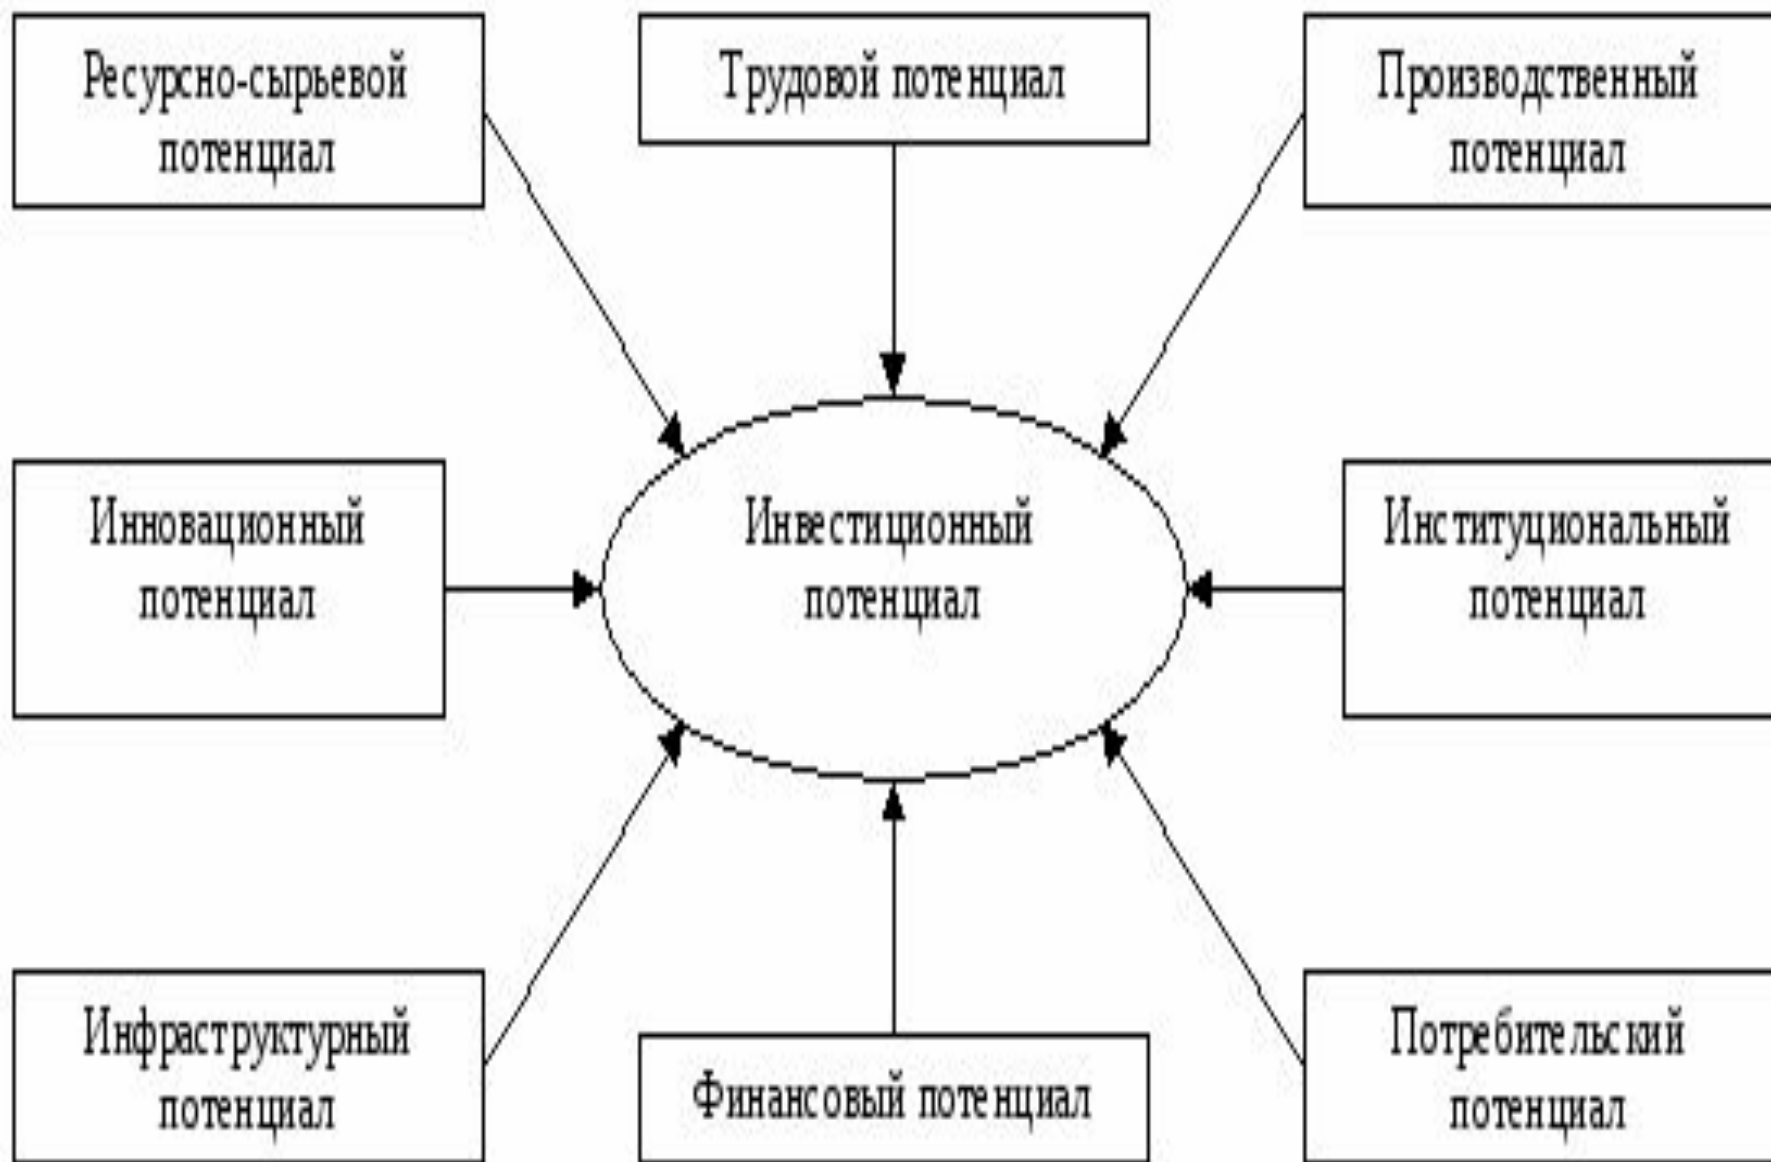 Ресурсно-сырьевой
потенциал
Трудовой потенциал
Производственный
потенциал
Инновационный
потенциал
Инвестиционный
потенциал
Институциональный
потенциал
Инфраструктурный
потенциал
Финансовый потенциал
Потребительский
потенциал